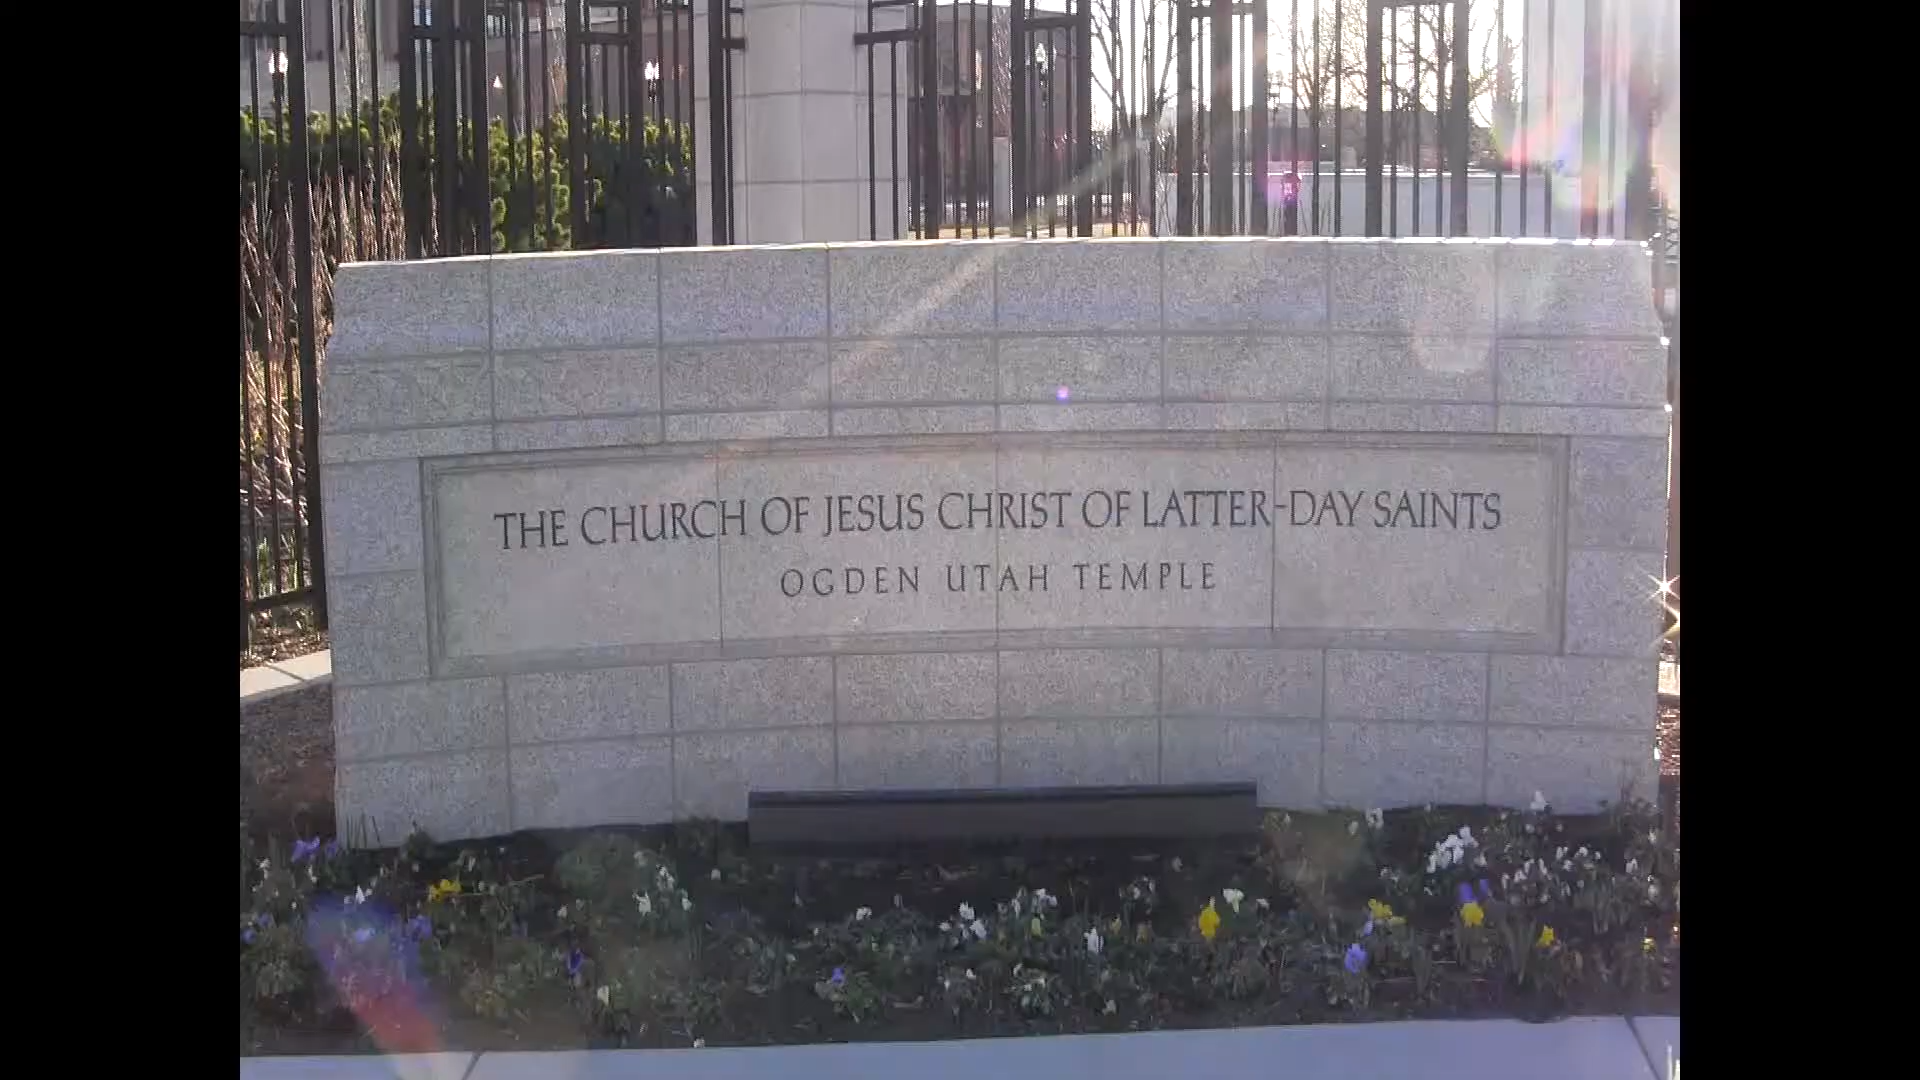 THE CHURCH OF JESUS CHRIST OF LATTER-DAY SAINTS
OGDEN UTAH TEMPLE